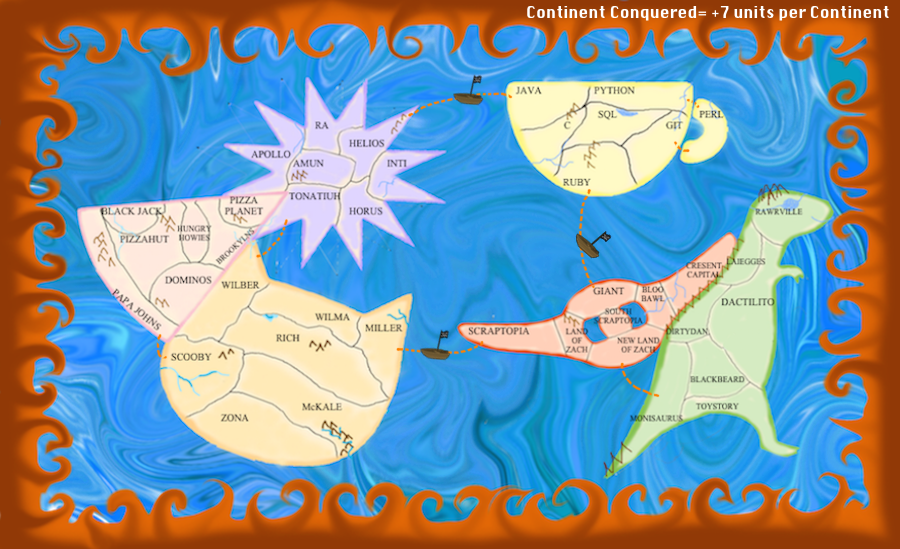 Continent Conquered= +7 units per Continent
JAVA
PYTHON
C
SQL
GIT
PERL
RUBY
RA
HELIOS
APOLLO
AMUN
INTI
TONATIUH
HORUS
BLACK JACK
PIZZA
PLANET
PIZZAHUT
HUNGRY
HOWIES
BROOKYLNS
DOMINOS
PAPA JOHNS
WILBER
WILMA
RICH
MILLER
SCOOBY
ZONA
McKALE
SCRAPTOPIA
GIANT
BLOO
BAWL
CRESENT
CAPITAL
SOUTH
SCRAPTOPIA
LAND
OF
ZACH
NEW LAND
OF ZACH
RAWRVILLE
LAIEGGES
DACTILITO
DIRTYDAN
BLACKBEARD
TOYSTORY
MONISAURUS